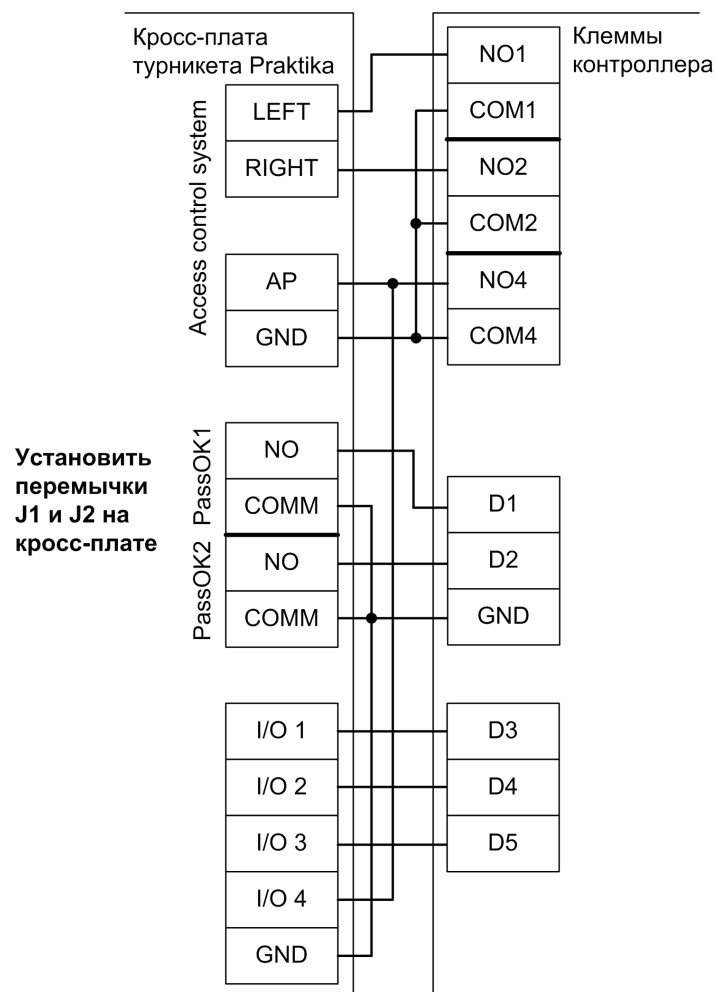 Кросс-плата
турникета Praktika
Клеммы
контроллера
Access control system
LEFT
RIGHT
AP
GND
NO1
COM1
NO2
COM2
NO4
COM4
Установить
перемычки
J1 и J2 на
кросс-плате
PassOK1
NO
COMM
PassOK2
NO
COMM
D1
D2
GND
I/O 1
I/O 2
I/O 3
I/O 4
GND
D3
D4
D5